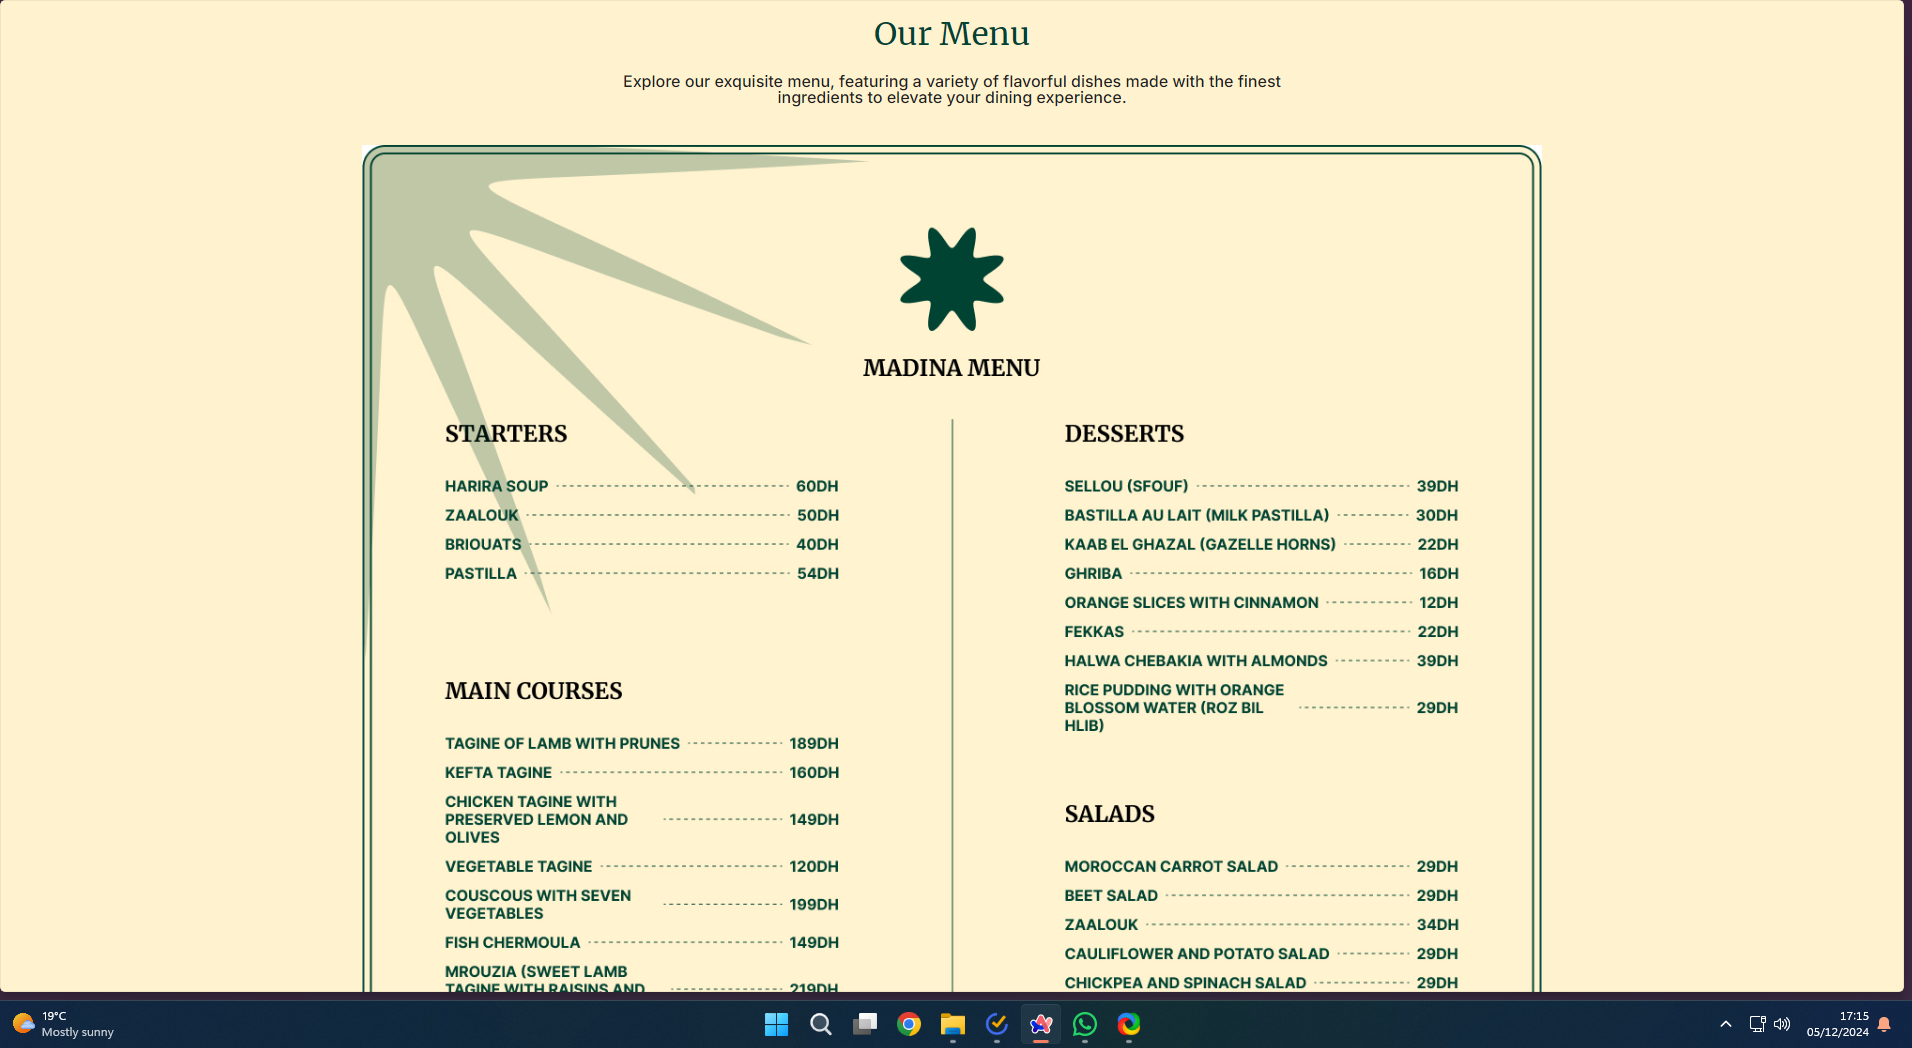 Our Menu
Explore our exquisite menu, featuring a variety of flavorful dishes made with the finest
ingredients to elevate your dining experience.
MADINA MENU
STARTERS
HARIRA SOUP 60DH
ZAALOUK 50DH
BRIOUATS 40DH
PASTILLA 54DH
MAIN COURSES
TAGINE OF LAMB WITH PRUNES 189DH
KEFTA TAGINE 160DH
CHICKEN TAGINE WITH
PRESERVED LEMON AND 149DH
OLIVES
VEGETABLE TAGINE 120DH
COUSCOUS WITH SEVEN
VEGETABLES 199DH
FISH CHERMOULA 149DH
MROUZIA (SWEET LAMB
TAGINE WITH RAISINS AND 219DH
DESSERTS
SELLOU (SFOUF) 39DH
BASTILLA AU LAIT (MILK PASTILLA) 30DH
KAAB EL GHAZAL (GAZELLE HORNS) 22DH
GHRIBA 16DH
ORANGE SLICES WITH CINNAMON 12DH
FEKKAS 22DH
HALWA CHEBAKIA WITH ALMONDS 39DH
RICE PUDDING WITH ORANGE
BLOSSOM WATER (ROZ BIL 29DH
HLIB)
SALADS
MOROCCAN CARROT SALAD 29DH
BEET SALAD 29DH
ZAALOUK 34DH
CAULIFLOWER AND POTATO SALAD 29DH
CHICKPEA AND SPINACH SALAD 29DH
19°C
Mostly sunny
17:15
05/12/2024